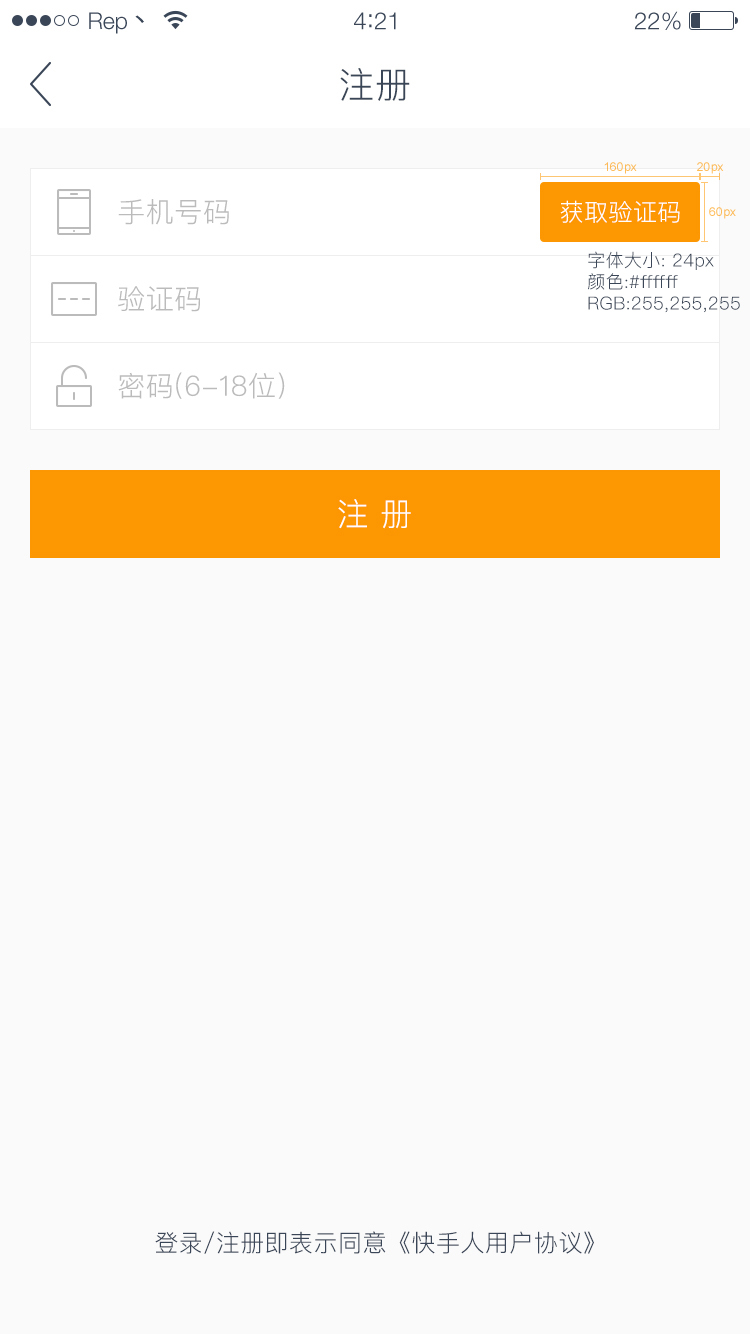 Rep 4:21 22%
注册
160px 20px
手机号码 获取验证码 60px
字体大小: 24px
颜色:#ffffff
RGB:255,255,255
验证码
密码(6-18位)
注 册
登录/注册即表示同意《快手人用户协议》